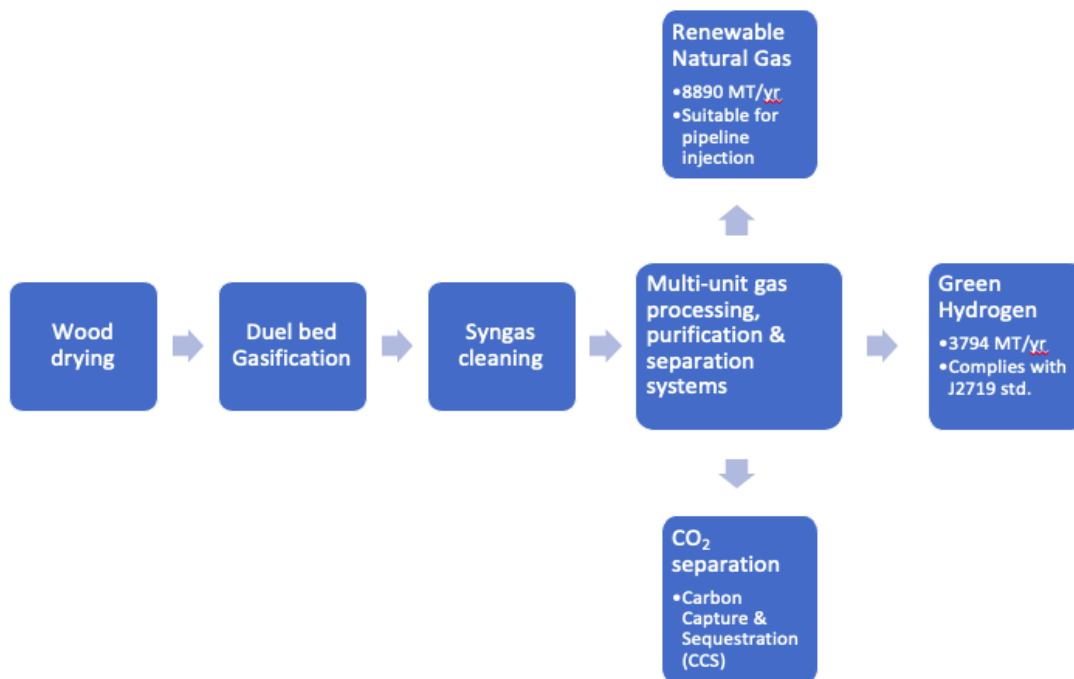 Renewable
Natural Gas
•8890 MT/yr
•Suitable for
pipeline
injection
Wood
drying
Duel bed
Gasification
Syngas
cleaning
Multi-unit gas
processing,
purification &
separation
systems
Green
Hydrogen
•3794 MT/yr
•Complies with
J2719 std.
CO₂
separation
•Carbon
Capture &
Sequestration
(CCS)